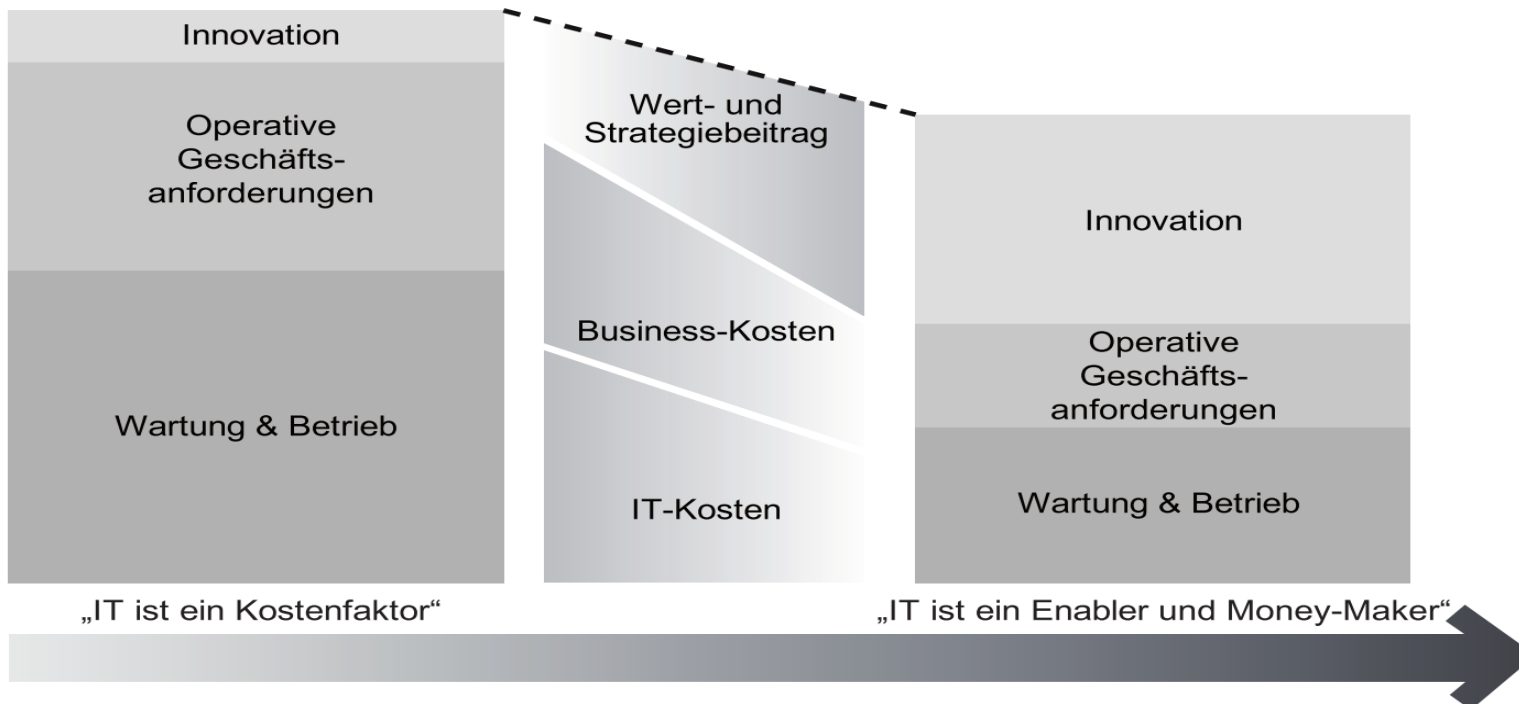 Innovation
Operative
Geschäfts-
anforderungen
Wartung & Betrieb
Wert- und
Strategiebeitrag
Business-Kosten
IT-Kosten
Innovation
Operative
Geschäfts-
anforderungen
Wartung & Betrieb
„IT ist ein Kostenfaktor“
„IT ist ein Enabler und Money-Maker“